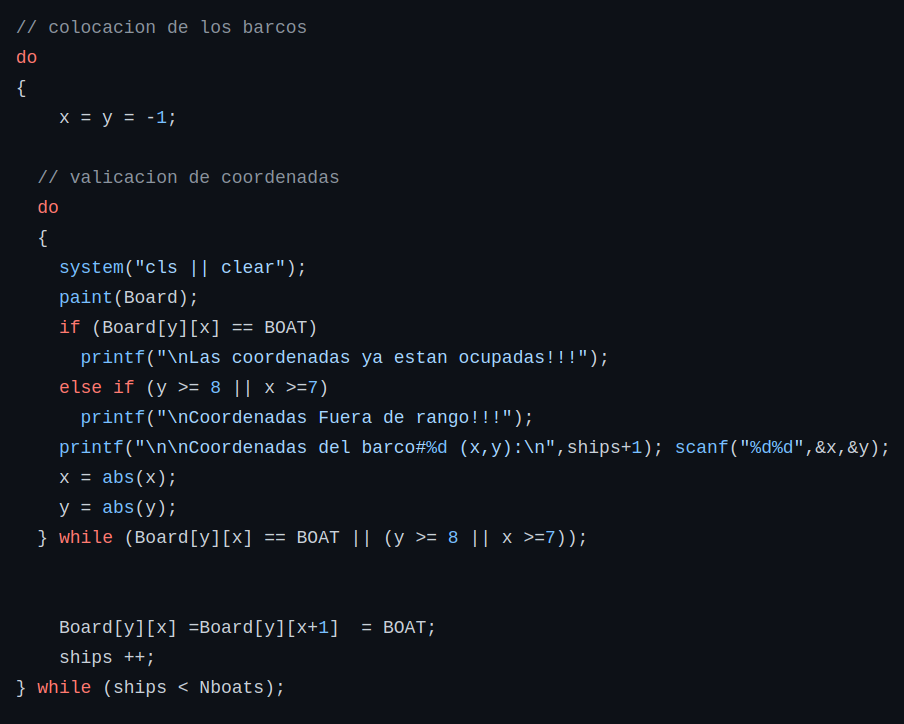 // colocacion de los barcos
do
{
    x = y = -1;

  // valicacion de coordenadas
  do
  {
    system("cls || clear");
    paint(Board);
    if (Board[y][x] == BOAT)
      printf("\nLas coordenadas ya estan ocupadas!!!");
    else if (y >= 8 || x >=7)
      printf("\nCoordenadas Fuera de rango!!!");
    printf("\n\nCoordenadas del barco#%d (x,y):\n",ships+1); scanf("%d%d",&x,&y);
    x = abs(x);
    y = abs(y);
  } while (Board[y][x] == BOAT || (y >= 8 || x >=7));


    Board[y][x] =Board[y][x+1]  = BOAT;
    ships ++;
} while (ships < Nboats);